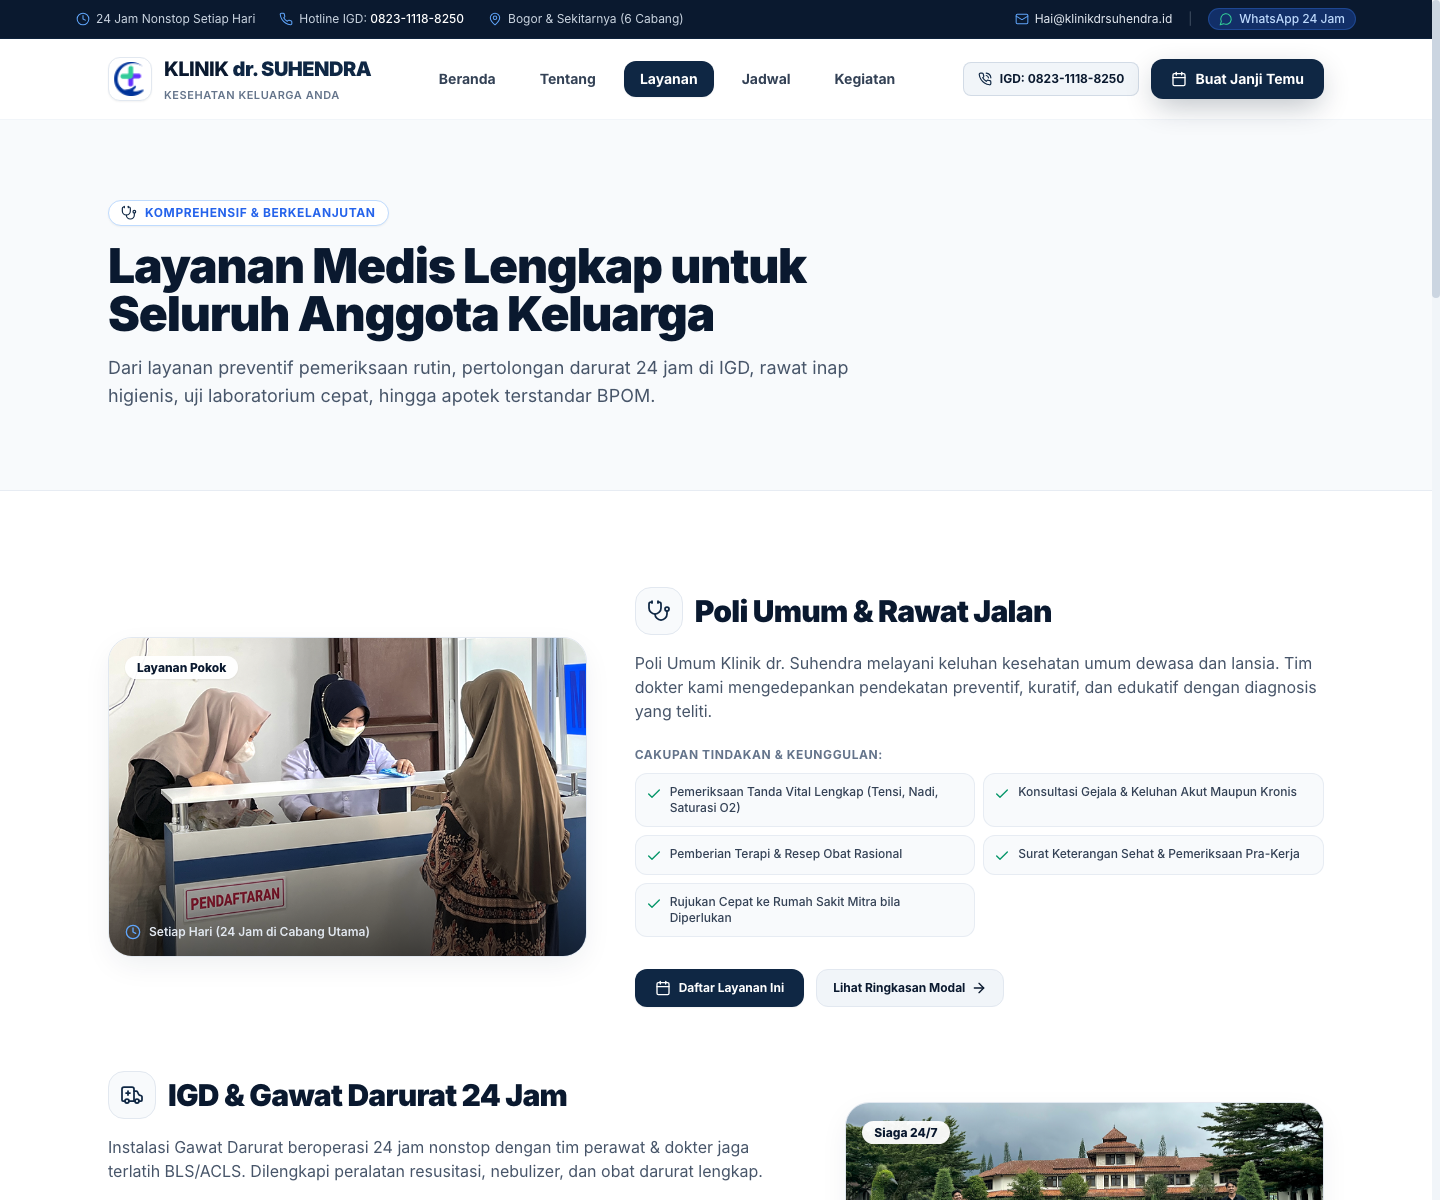 24 Jam Nonstop Setiap Hari
Hotline IGD: 0823-1118-8250
Bogor & Sekitarnya (6 Cabang)
Hai@klinikdrsuhendra.id
WhatsApp 24 Jam
KLINIK dr. SUHENDRA
KESEHATAN KELUARGA ANDA
Beranda
Tentang
Layanan
Jadwal
Kegiatan
IGD: 0823-1118-8250
Buat Janji Temu
KOMPREHENSIF & BERKELANJUTAN
Layanan Medis Lengkap untuk
Seluruh Anggota Keluarga
Dari layanan preventif pemeriksaan rutin, pertolongan darurat 24 jam di IGD, rawat inap
higienis, uji laboratorium cepat, hingga apotek terstandar BPOM.
Layanan Pokok
PENDAFTARAN
Setiap Hari (24 Jam di Cabang Utama)
Poli Umum & Rawat Jalan
Poli Umum Klinik dr. Suhendra melayani keluhan kesehatan umum dewasa dan lansia. Tim
dokter kami mengedepankan pendekatan preventif, kuratif, dan edukatif dengan diagnosis
yang teliti.
CAKUPAN TINDAKAN & KEUNGGULAN:
Pemeriksaan Tanda Vital Lengkap (Tensi, Nadi,
Saturasi O2)
Konsultasi Gejala & Keluhan Akut Maupun Kronis
Pemberian Terapi & Resep Obat Rasional
Surat Keterangan Sehat & Pemeriksaan Pra-Kerja
Rujukan Cepat ke Rumah Sakit Mitra bila
Diperlukan
Daftar Layanan Ini
Lihat Ringkasan Modal
IGD & Gawat Darurat 24 Jam
Instalasi Gawat Darurat beroperasi 24 jam nonstop dengan tim perawat & dokter jaga
terlatih BLS/ACLS. Dilengkapi peralatan resusitasi, nebulizer, dan obat darurat lengkap.
Siaga 24/7